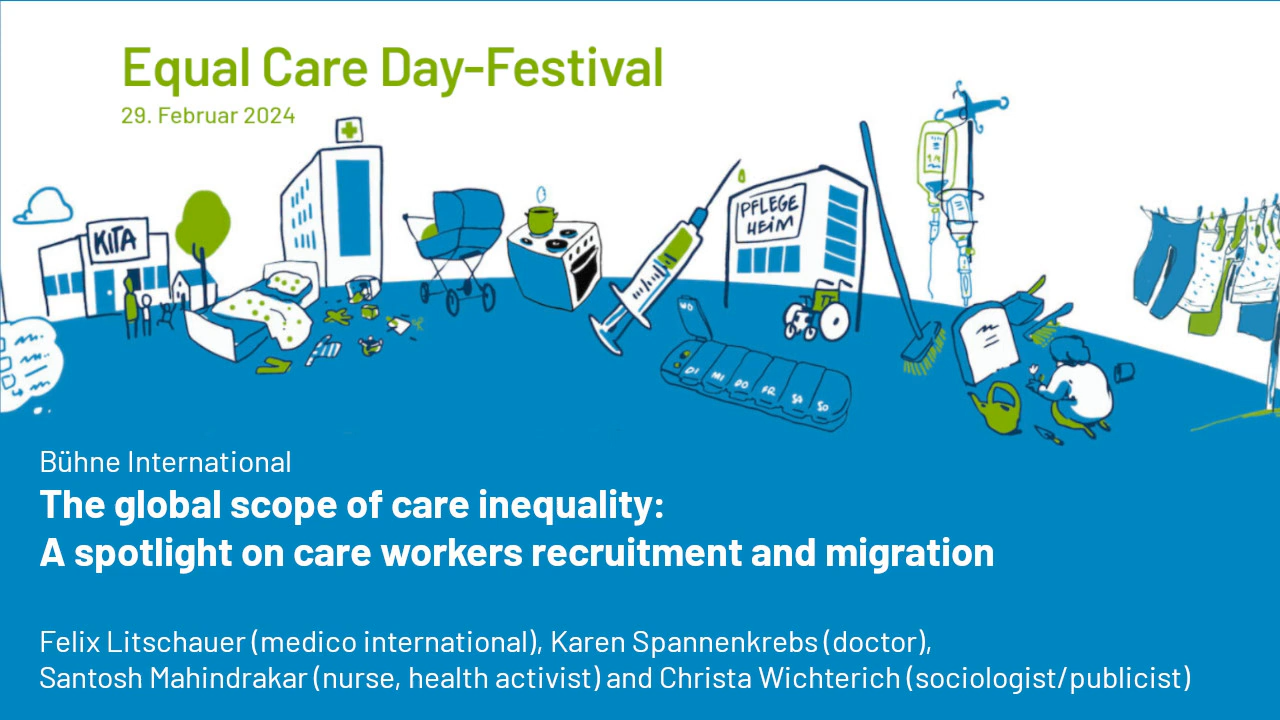 Equal Care Day-Festival
29. Februar 2024
KITA
PFLEGE
HEIM
MO
DI MI DO FR SA SO
Bühne International
The global scope of care inequality:
A spotlight on care workers recruitment and migration
Felix Litschauer (medico international), Karen Spannenkrebs (doctor),
Santosh Mahindrakar (nurse, health activist) and Christa Wichterich (sociologist/publicist)